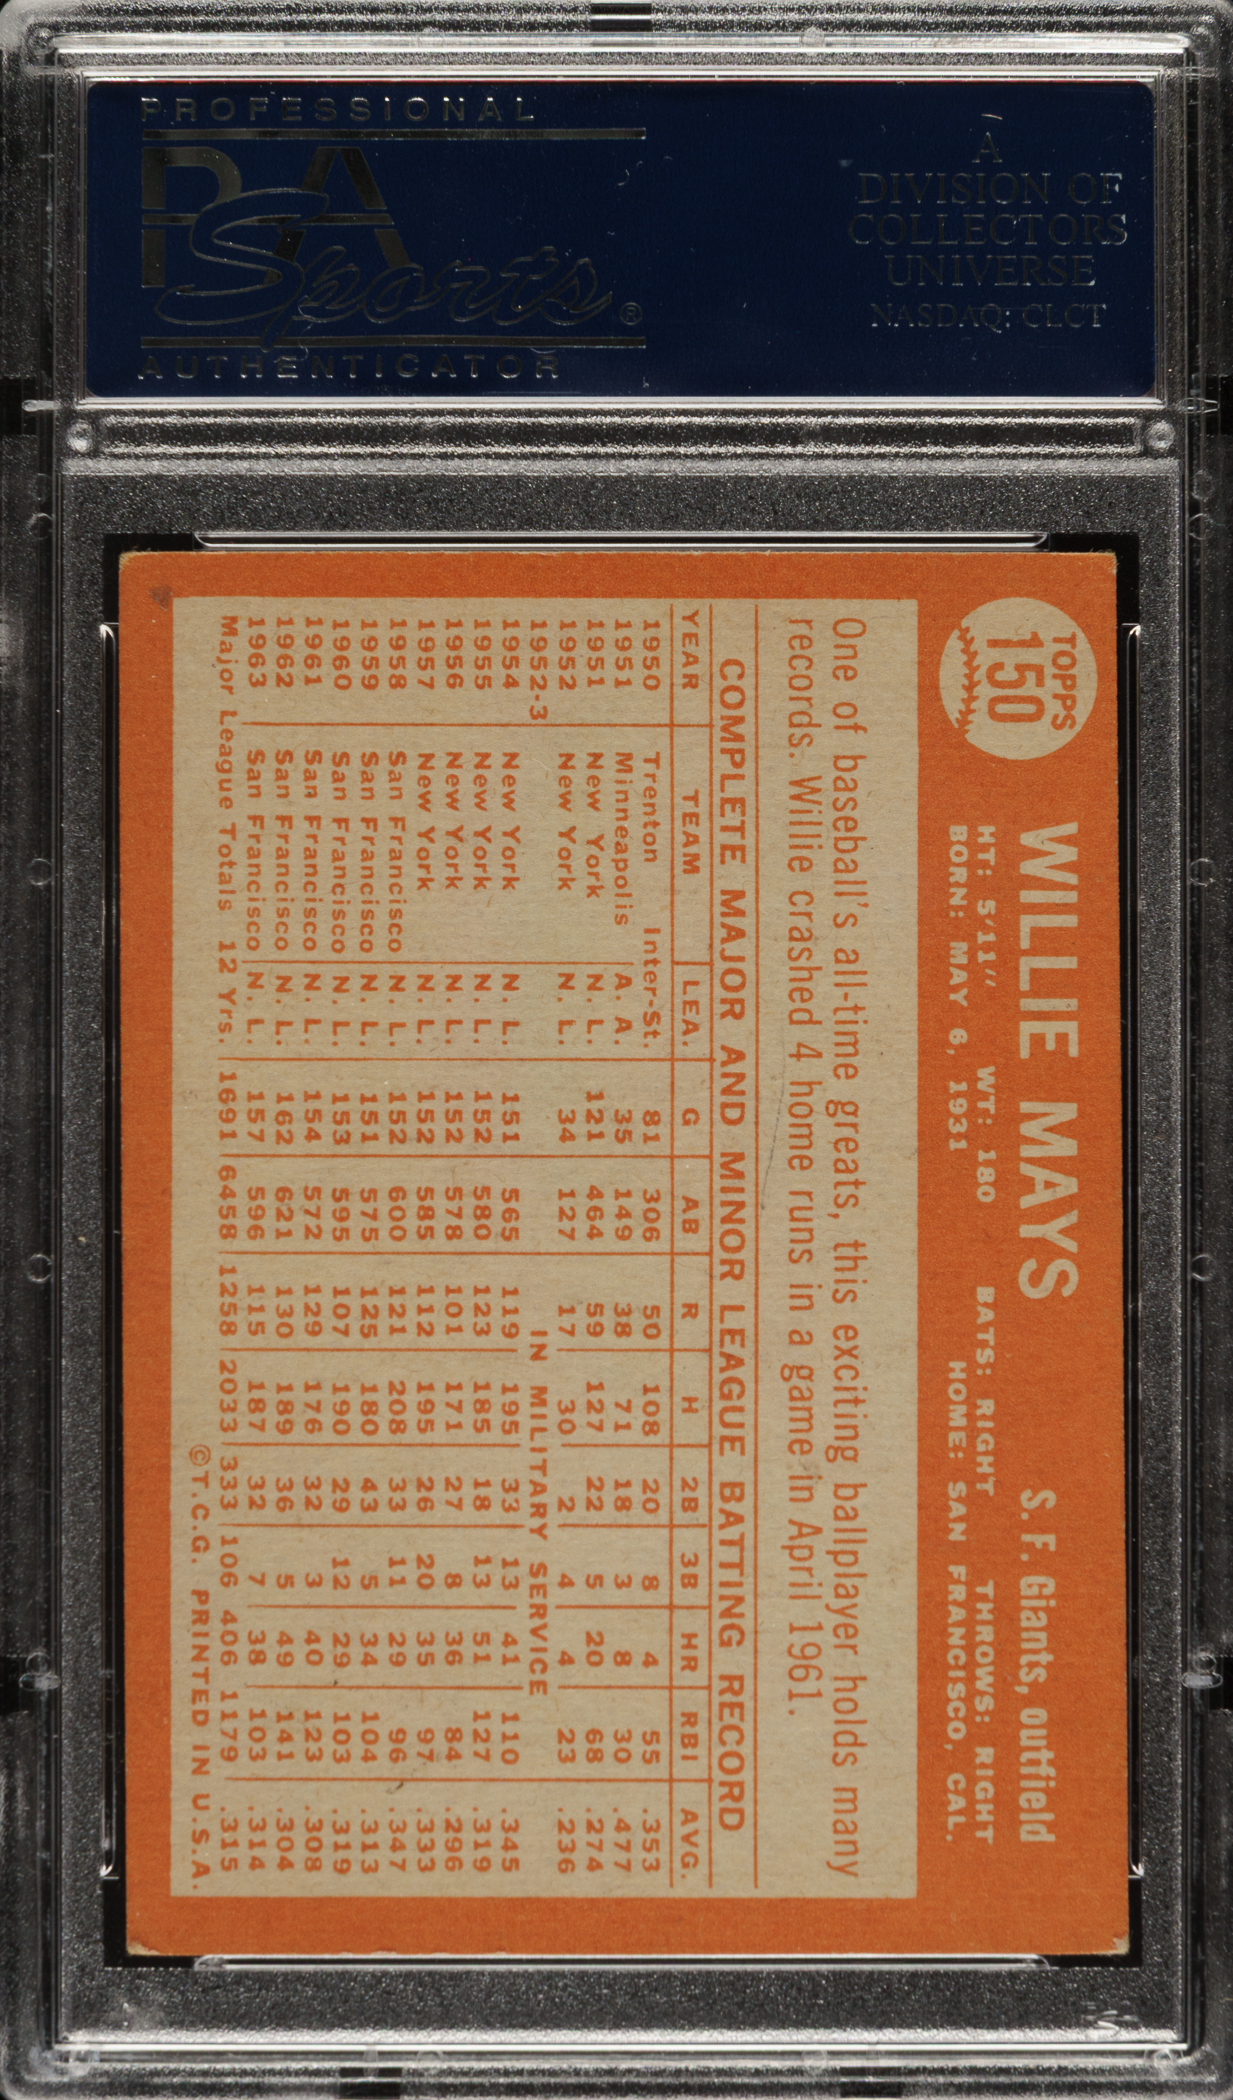 PROFESSIONAL
PSA
Sports®
AUTHENTICATOR
A
DIVISION OF
COLLECTORS
UNIVERSE
NASDAQ: CLCT
TOPPS
150
WILLIE MAYS S. F. Giants, outfield
HT: 5'11" WT: 180 BATS: RIGHT THROWS: RIGHT
BORN: MAY 6, 1931 HOME: SAN FRANCISCO, CAL.
One of baseball's all-time greats, this exciting ballplayer holds many
records. Willie crashed 4 home runs in a game in April 1961.
COMPLETE MAJOR AND MINOR LEAGUE BATTING RECORD
YEAR TEAM LEA. G AB R H 2B 3B HR RBI AVG.
1950 Trenton Inter-St. 81 306 50 108 20 8 4 55 .353
1951 Minneapolis A. A. 35 149 38 71 18 3 8 30 .477
1951 New York N. L. 121 464 59 127 22 5 20 68 .274
1952 New York N. L. 34 127 17 30 2 4 4 23 .236
1952-3 IN MILITARY SERVICE
1954 New York N. L. 151 565 119 195 33 13 41 110 .345
1955 New York N. L. 152 580 123 185 18 13 51 127 .319
1956 New York N. L. 152 578 101 171 27 8 36 84 .296
1957 New York N. L. 152 585 112 195 26 20 35 97 .333
1958 San Francisco N. L. 152 600 121 208 33 11 29 96 .347
1959 San Francisco N. L. 151 575 125 180 43 5 34 104 .313
1960 San Francisco N. L. 153 595 107 190 29 12 29 103 .319
1961 San Francisco N. L. 154 572 129 176 32 3 40 123 .308
1962 San Francisco N. L. 162 621 130 189 36 5 49 141 .304
1963 San Francisco N. L. 157 596 115 187 32 7 38 103 .314
Major League Totals 12 Yrs. 1691 6458 1258 2033 333 106 406 1179 .315
©T.C.G. PRINTED IN U.S.A.